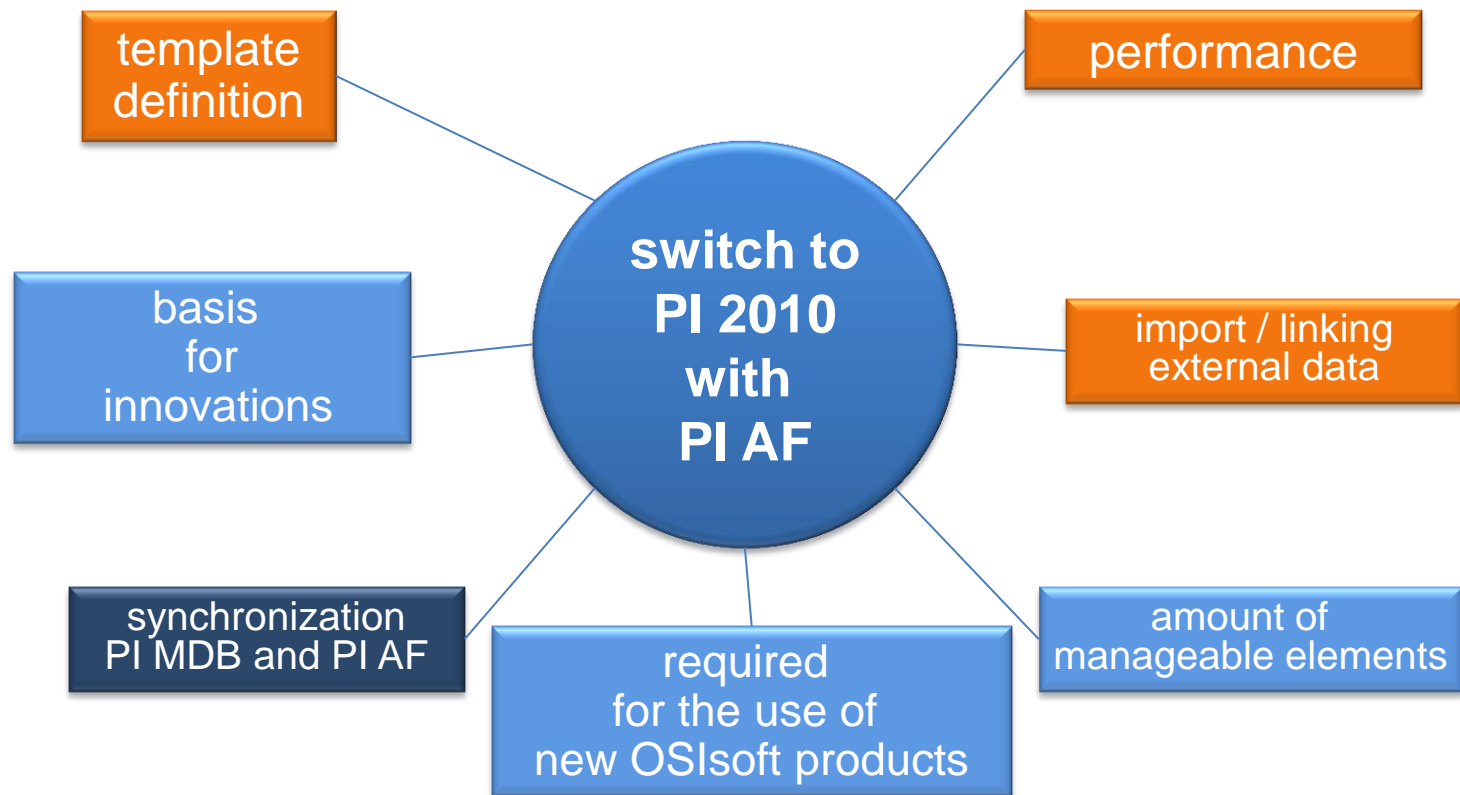 template
definition
performance
switch to
PI 2010
with
PI AF
basis
for
innovations
import / linking
external data
synchronization
PI MDB and PI AF
required
for the use of
new OSIsoft products
amount of
manageable elements